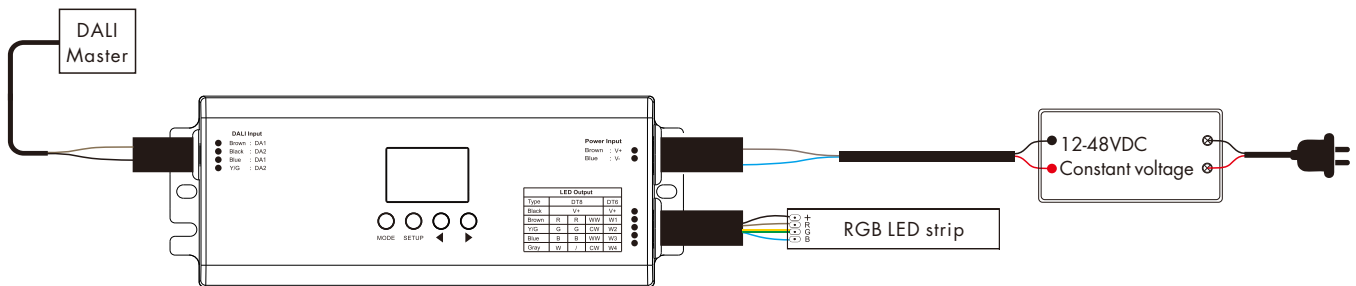 DALI
Master
DALI Input
Brown : DA1
Black : DA2
Blue : DA1
Y/G : DA2
Power Input
Brown : V+
Blue : V-
LED Output
Type DT8 DT6
Black V+ V+
Brown R R WW W1
Y/G G G CW W2
Blue B B WW W3
Gray W / CW W4
MODE SETUP
12-48VDC
Constant voltage
+
R
G
B
RGB LED strip